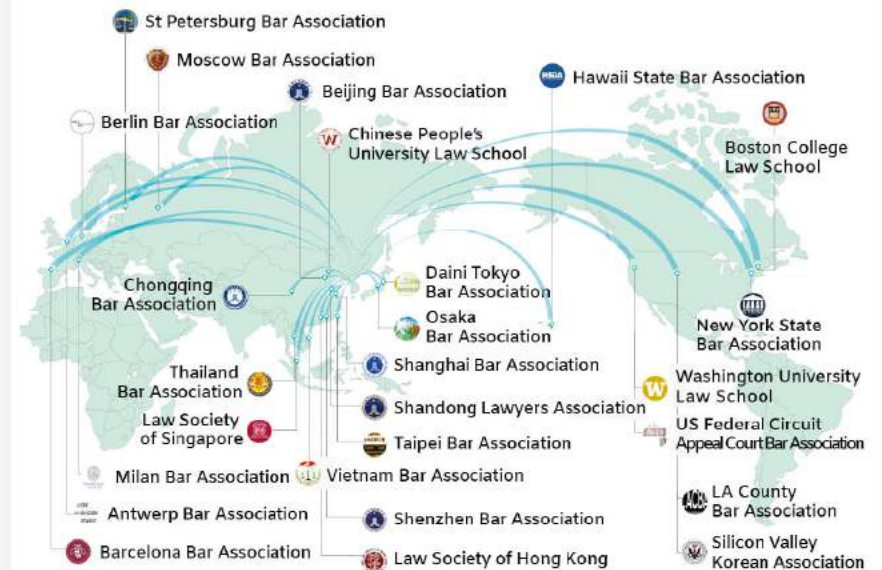 St Petersburg Bar Association
Moscow Bar Association
Beijing Bar Association
HSBA
Hawaii State Bar Association
Berlin Bar Association
W
Chinese People's
University Law School
Boston College
Law School
Chongqing
Bar Association
Daini Tokyo
Bar Association
Osaka
Bar Association
New York State
Bar Association
Shanghai Bar Association
Thailand
Bar Association
W
Washington University
Law School
Shandong Lawyers Association
Law Society
of Singapore
US Federal Circuit
Appeal Court Bar Association
Taipei Bar Association
Milan Bar Association
Vietnam Bar Association
LA County
Bar Association
Antwerp Bar Association
Shenzhen Bar Association
Barcelona Bar Association
Law Society of Hong Kong
Silicon Valley
Korean Association